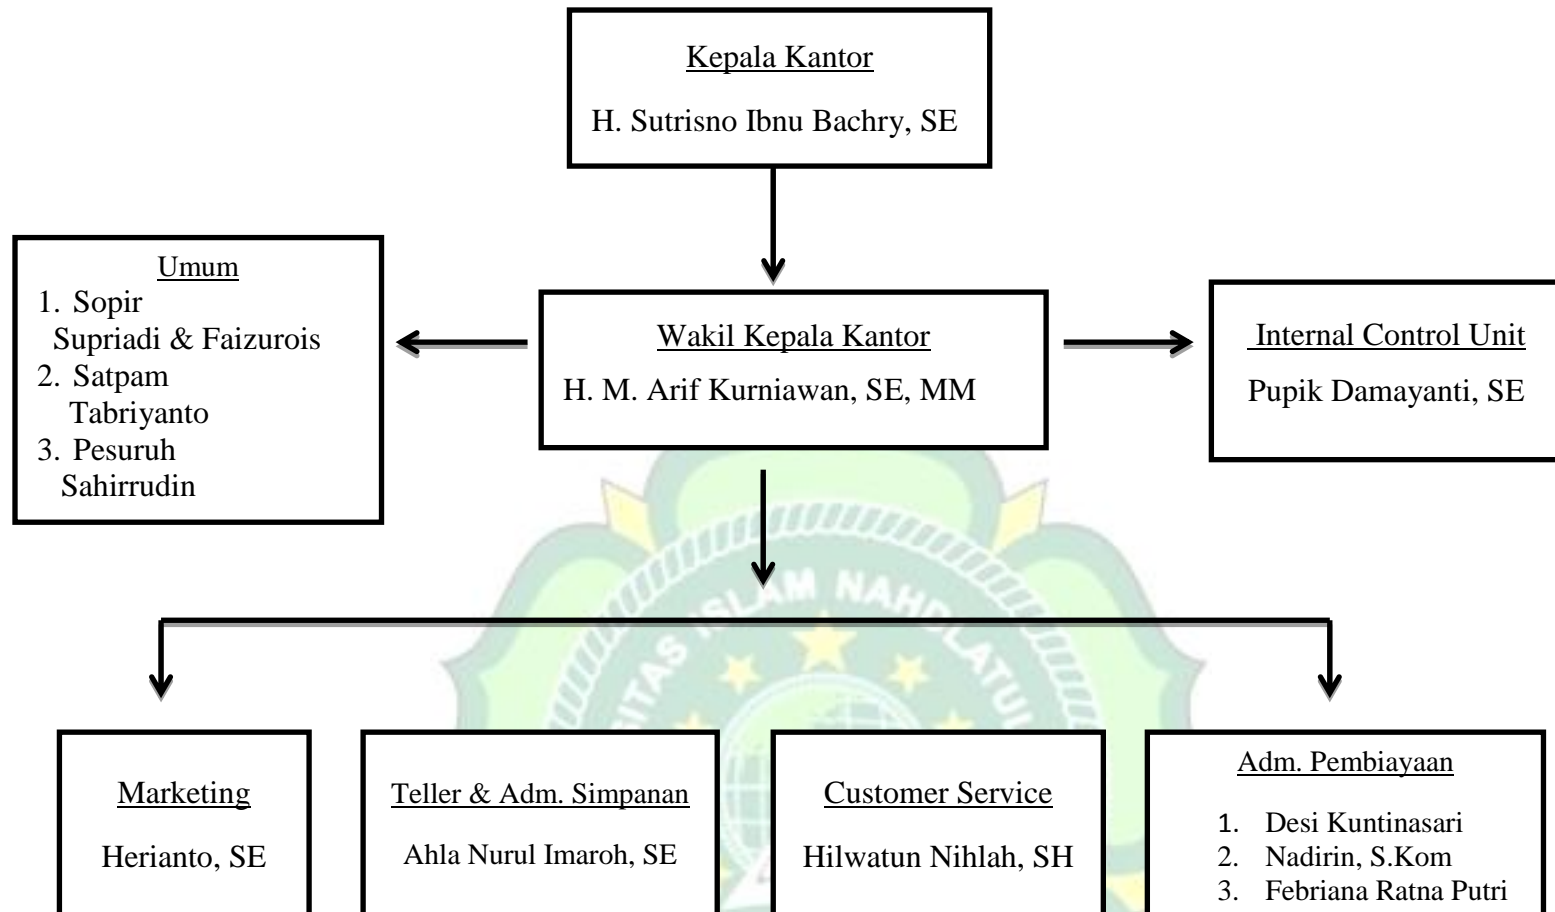 Kepala Kantor
H. Sutrisno Ibnu Bachry, SE
Umum
1. Sopir
Supriadi & Faizurois
2. Satpam
Tabriyanto
3. Pesuruh
Sahirrudin
Wakil Kepala Kantor
H. M. Arif Kurniawan, SE, MM
Internal Control Unit
Pupik Damayanti, SE
SITAS ISLAM NAHDLATUL
Marketing
Herianto, SE
Teller & Adm. Simpanan
Ahla Nurul Imaroh, SE
Customer Service
Hilwatun Nihlah, SH
Adm. Pembiayaan
1. Desi Kuntinasari
2. Nadirin, S.Kom
3. Febriana Ratna Putri